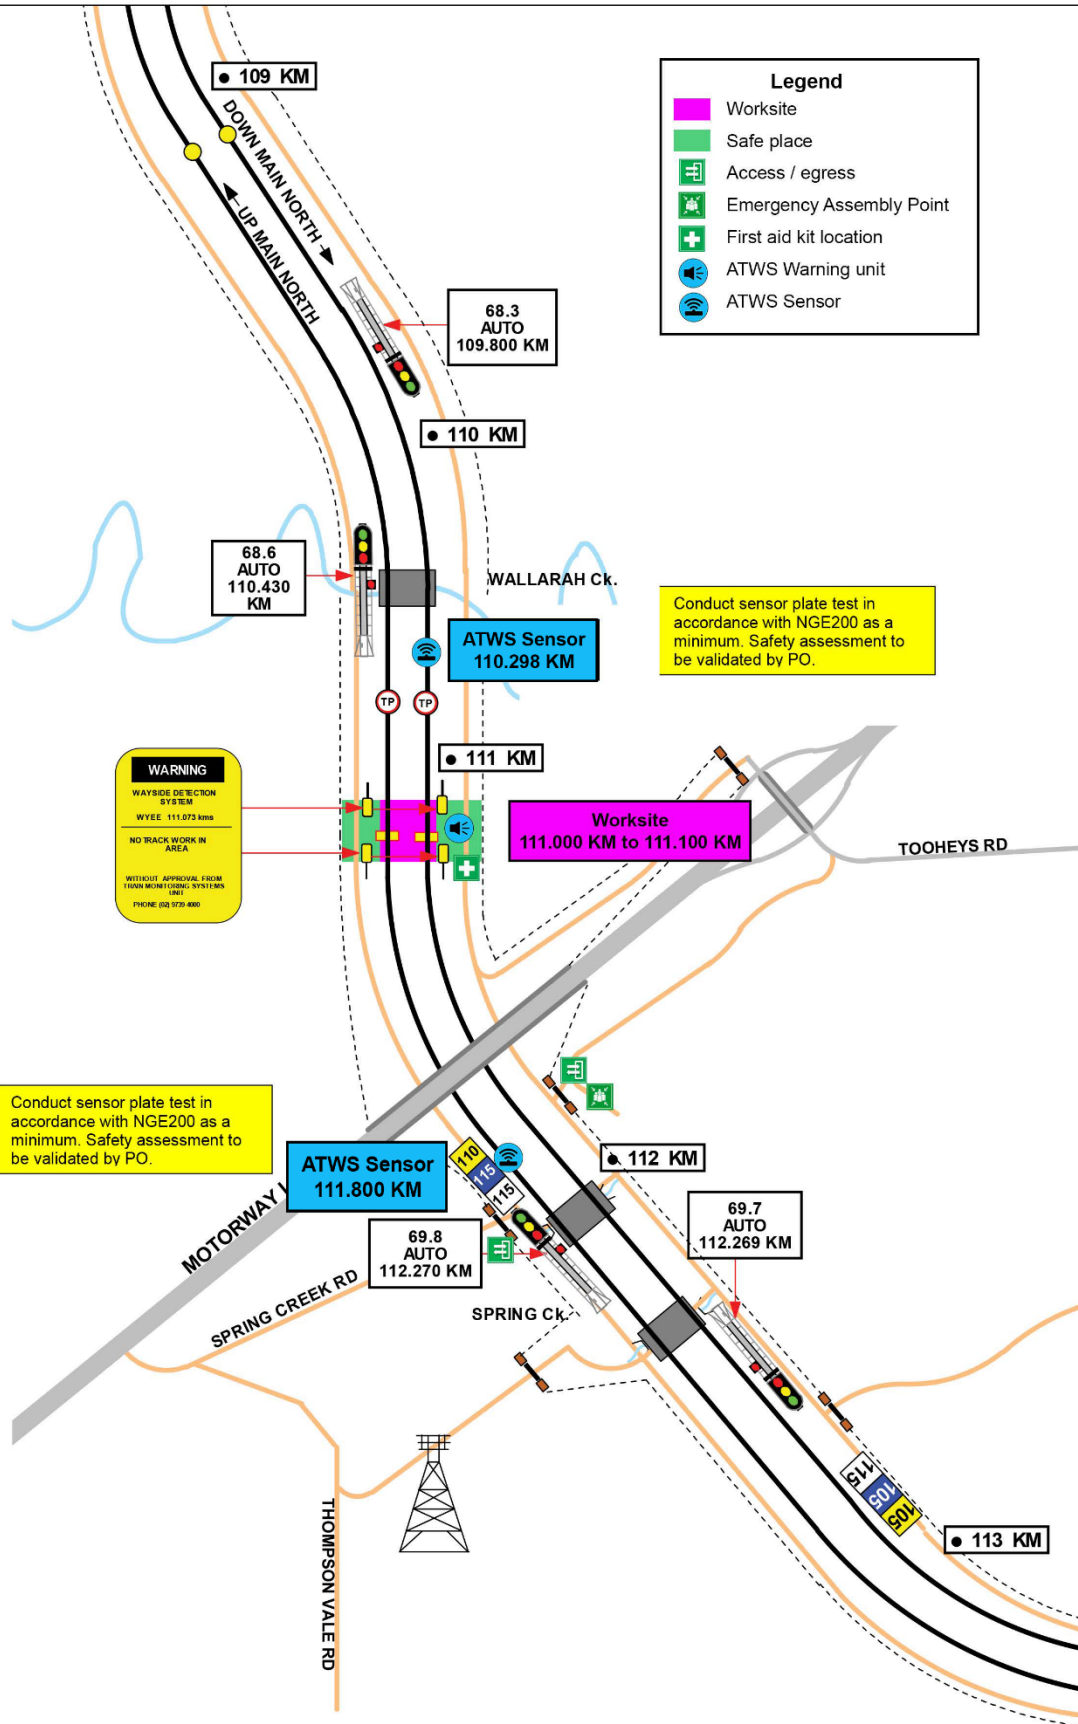 109 KM
DOWN MAIN NORTH
UP MAIN NORTH
Legend
Worksite
Safe place
Access / egress
Emergency Assembly Point
First aid kit location
ATWS Warning unit
ATWS Sensor
68.3
AUTO
109.800 KM
110 KM
68.6
AUTO
110.430
KM
WALLARAH Ck.
ATWS Sensor
110.298 KM
Conduct sensor plate test in
accordance with NGE200 as a
minimum. Safety assessment to
be validated by PO.
TP
TP
111 KM
WARNING
WAYSIDE DETECTION
SYSTEM
WYEE 111.073 kms
NO TRACK WORK IN
AREA
WITHOUT APPROVAL FROM
TRAIN MONITORING SYSTEMS
UNIT
PHONE (02) 9739 4000
Worksite
111.000 KM to 111.100 KM
TOOHEYS RD
Conduct sensor plate test in
accordance with NGE200 as a
minimum. Safety assessment to
be validated by PO.
ATWS Sensor
111.800 KM
110
115
115
112 KM
MOTORWAY
69.8
AUTO
112.270 KM
69.7
AUTO
112.269 KM
SPRING CREEK RD
SPRING Ck.
115
105
105
113 KM
THOMPSON VALE RD